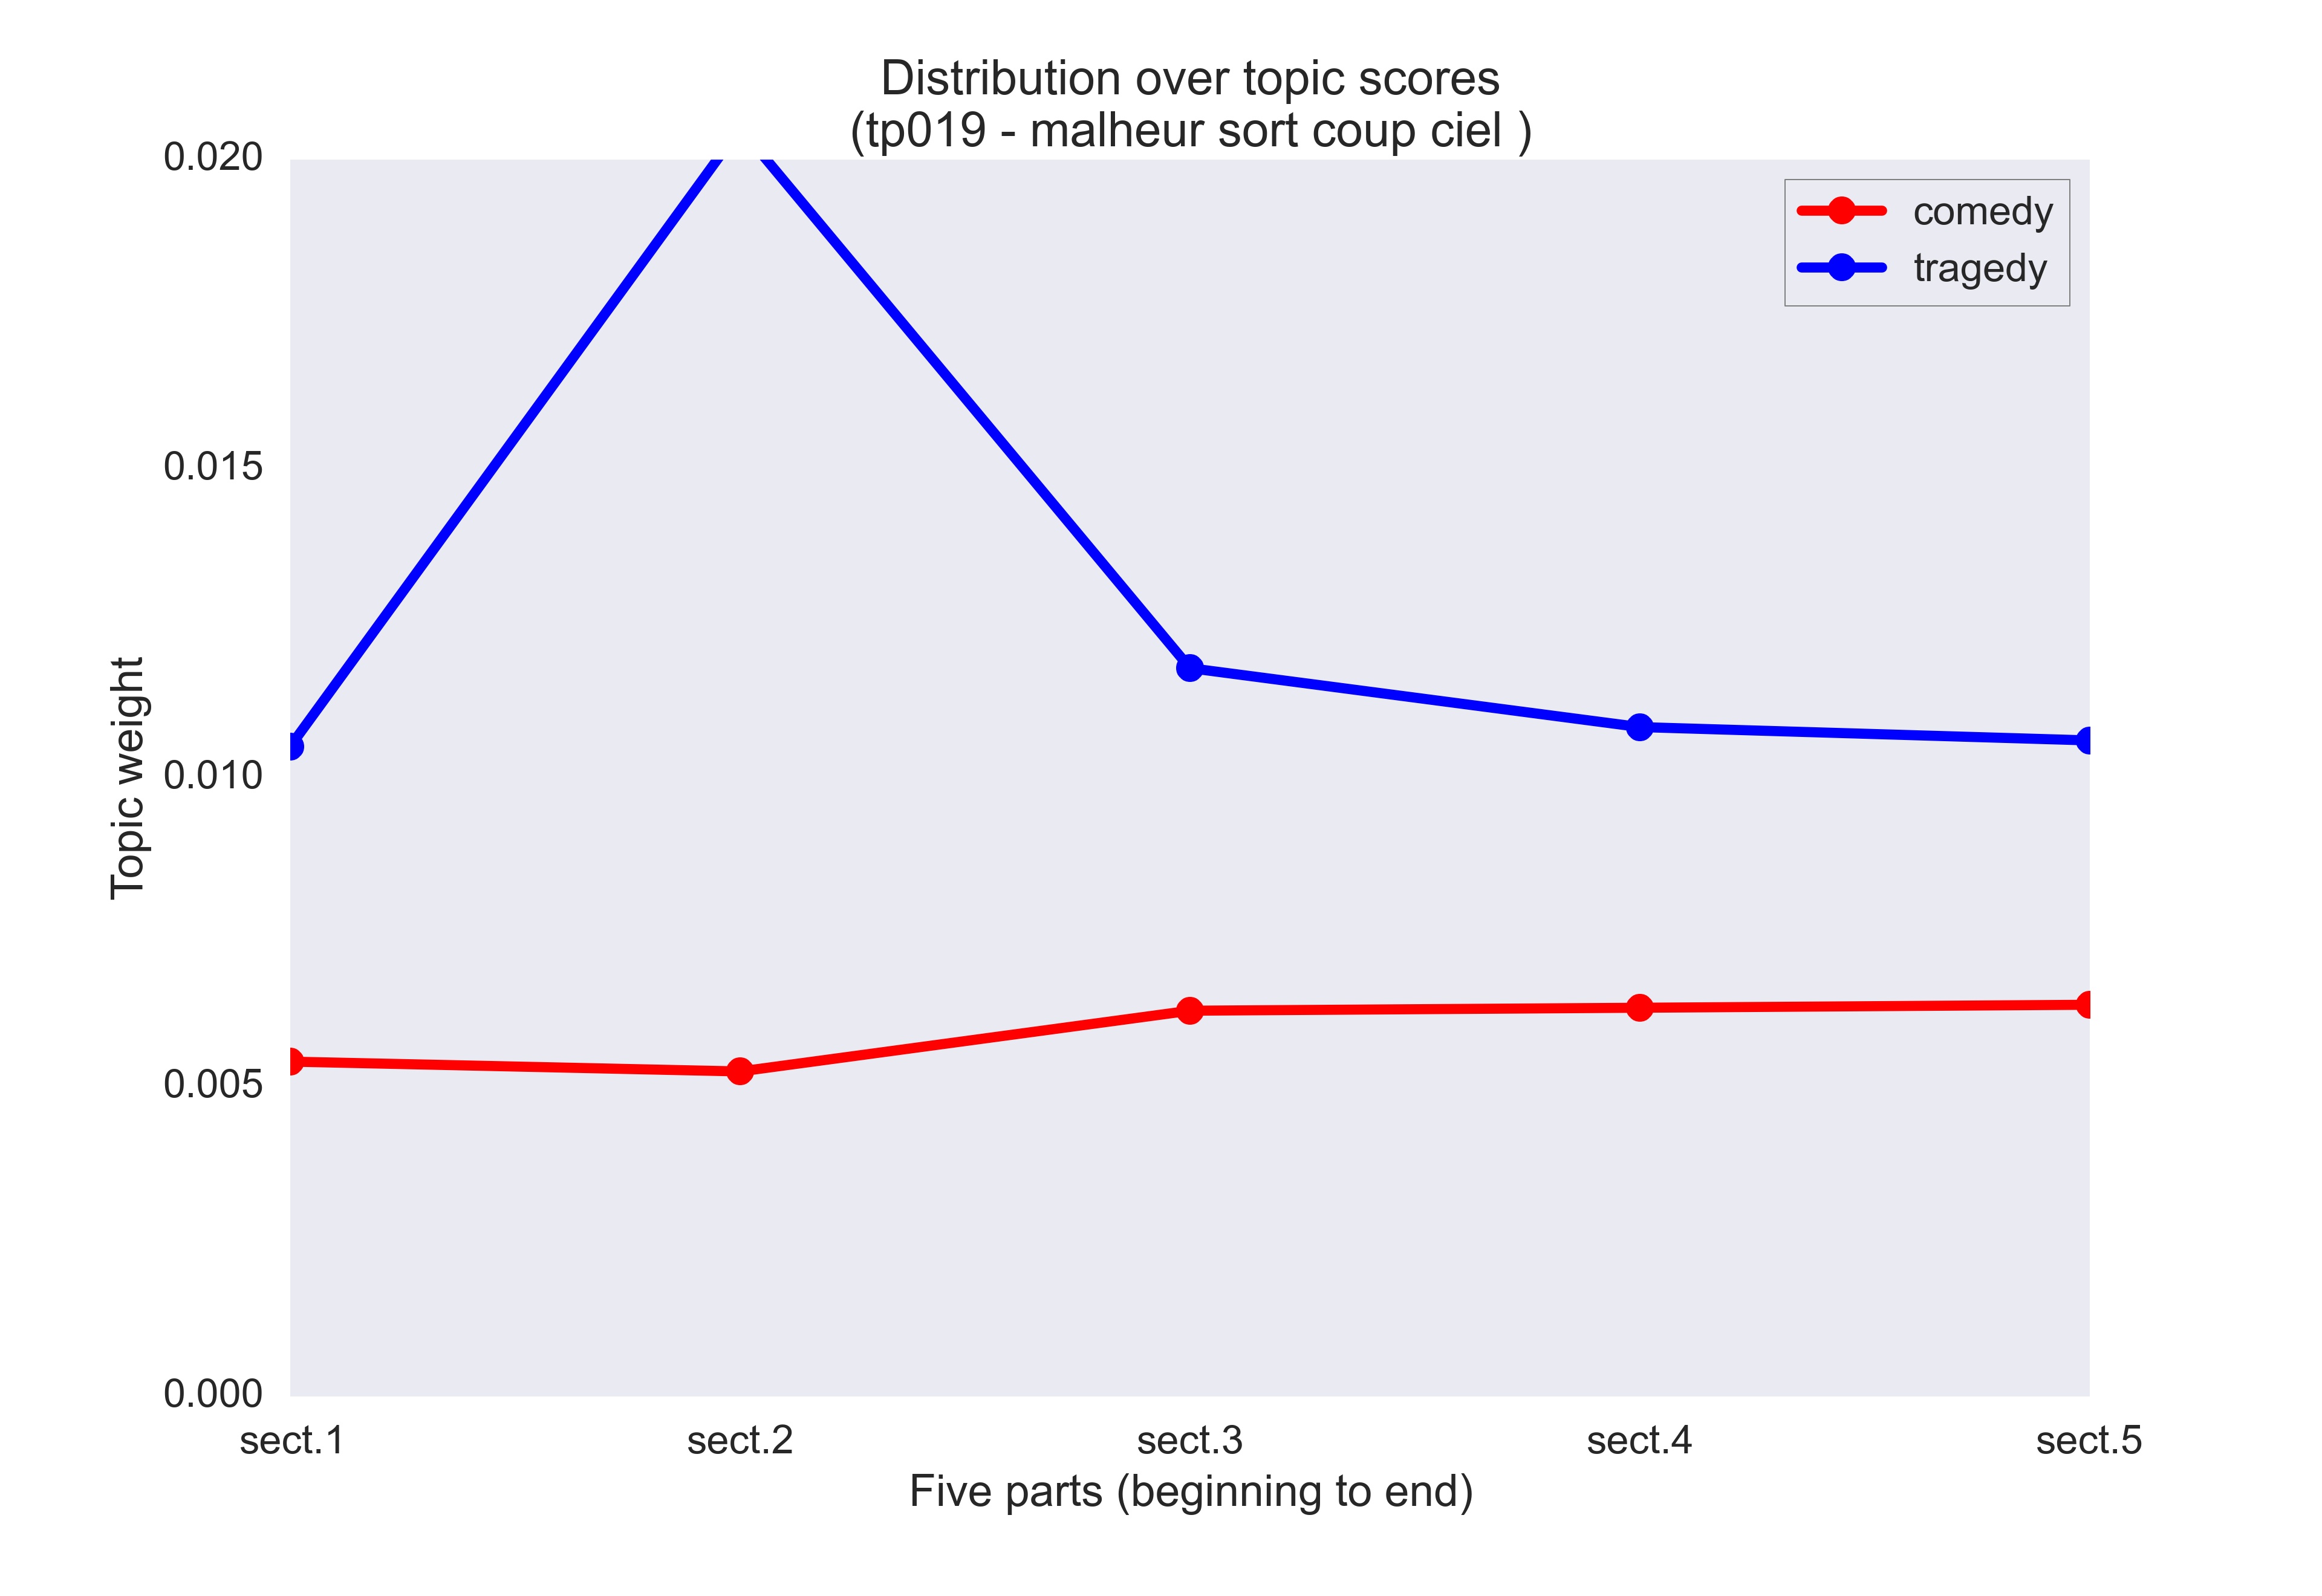 Distribution over topic scores
(tp019 - malheur sort coup ciel )
0.020
0.015
0.010
0.005
0.000
Topic weight
comedy
tragedy
sect.1
sect.2
sect.3
sect.4
sect.5
Five parts (beginning to end)